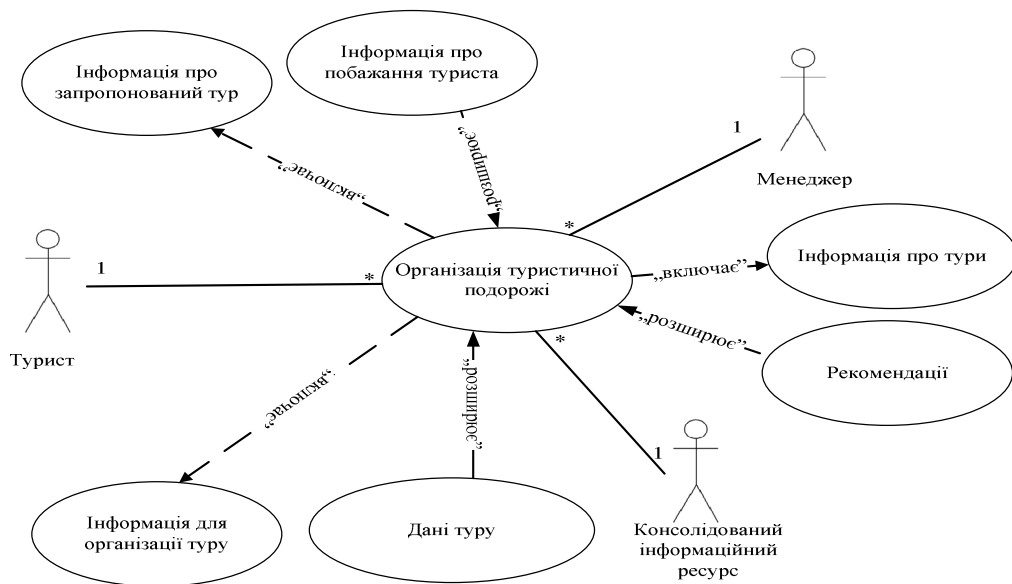 Інформація про
запропонований тур
Інформація про
побажання туриста
„включає”
„розширює”
1
*
Менеджер
Турист
1
*
Організація туристичної
подорожі
„включає”
Інформація про тури
„розширює”
Рекомендації
„включає”
„розширює”
*
1
Інформація для
організації туру
Дані туру
Консолідований
інформаційний
ресурс